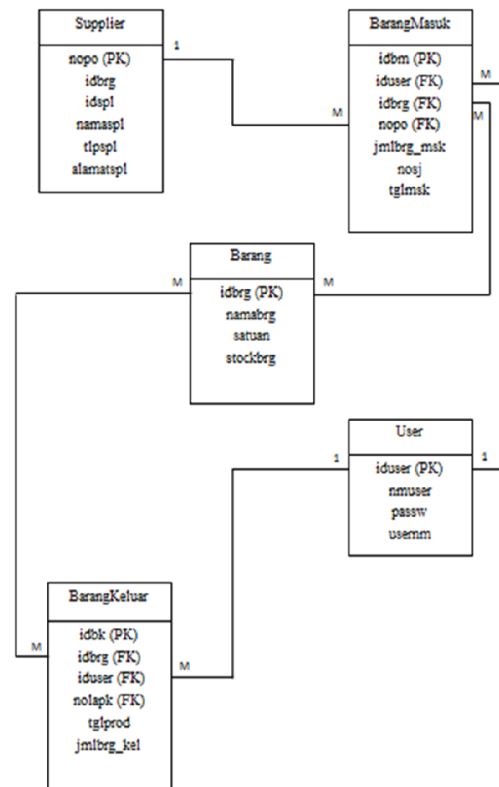 Supplier
nopo (PK)
idbrg
idspl
namaspl
tlpspl
alamatspl
1
M
BarangMasuk
idbm (PK)
iduser (FK)
idbrg (FK)
nopo (FK)
jmlbrg_msk
nosj
tglmsk
M
M
Barang
idbrg (PK)
namabrg
satuan
stockbrg
M
M
User
iduser (PK)
nmuser
passw
usernm
1
1
BarangKeluar
idbk (PK)
idbrg (FK)
iduser (FK)
nolapk (FK)
tglprod
jmlbrg_kel
M
M